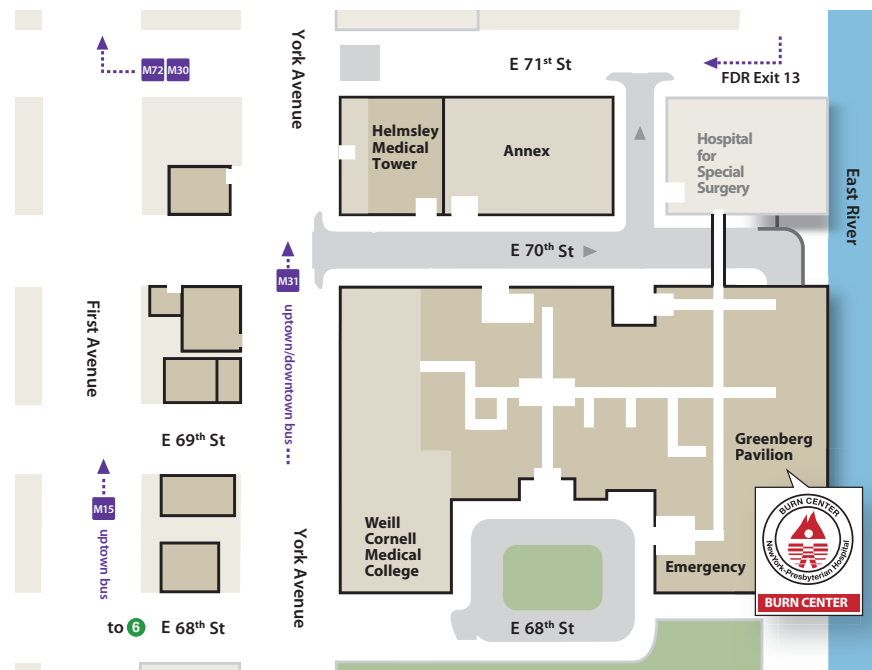 York Avenue
M72 M30
E 71st St
FDR Exit 13
Helmsley
Medical
Tower
Annex
Hospital
for
Special
Surgery
East River
E 70th St
M31
uptown/downtown bus
First Avenue
E 69th St
Greenberg
Pavilion
M15
uptown bus
York Avenue
Weill
Cornell
Medical
College
Emergency
BURN CENTER
NewYork-Presbyterian Hospital
BURN CENTER
to 6 E 68th St
E 68th St